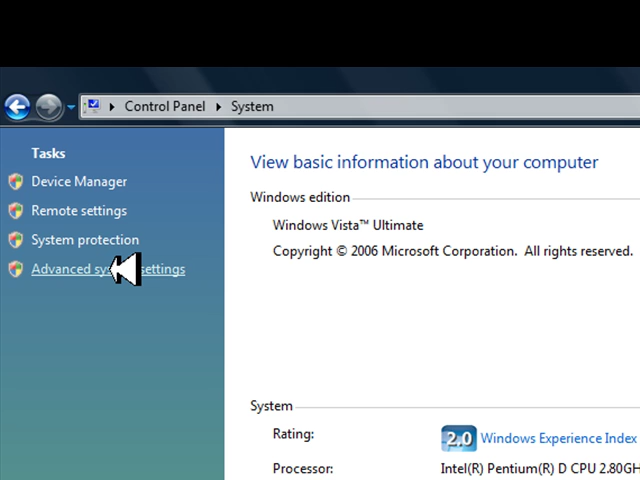 Control Panel System
Tasks
Device Manager
Remote settings
System protection
Advanced settings
View basic information about your computer
Windows edition
Windows Vista™ Ultimate
Copyright © 2006 Microsoft Corporation. All rights reserved.
System
Rating:
2.0 Windows Experience Index
Processor:
Intel(R) Pentium(R) D CPU 2.80GH